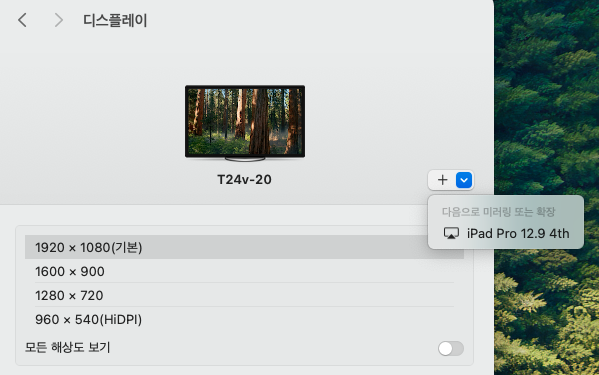 디스플레이
T24v-20
다음으로 미러링 또는 확장
iPad Pro 12.9 4th
1920 × 1080(기본)
1600 × 900
1280 × 720
960 × 540(HiDPI)
모든 해상도 보기